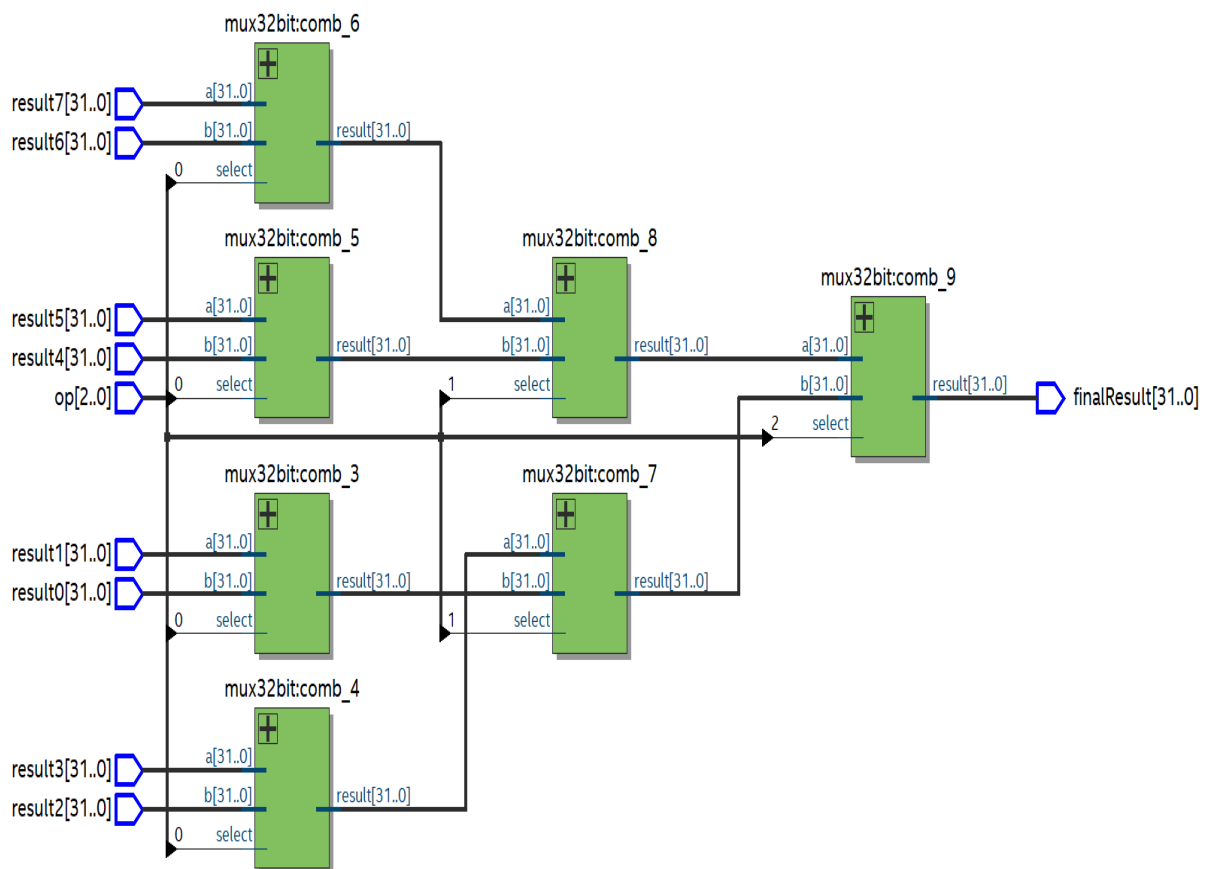 mux32bit:comb_6
result7[31..0]
a[31..0]
result6[31..0]
b[31..0]
result[31..0]
0
select
mux32bit:comb_5
result5[31..0]
a[31..0]
result4[31..0]
b[31..0]
result[31..0]
op[2..0]
0
select
mux32bit:comb_8
a[31..0]
b[31..0]
result[31..0]
1
select
mux32bit:comb_9
a[31..0]
b[31..0]
result[31..0]
finalResult[31..0]
2
select
mux32bit:comb_3
result1[31..0]
a[31..0]
result0[31..0]
b[31..0]
result[31..0]
0
select
mux32bit:comb_7
a[31..0]
b[31..0]
result[31..0]
1
select
mux32bit:comb_4
result3[31..0]
a[31..0]
result2[31..0]
b[31..0]
result[31..0]
0
select